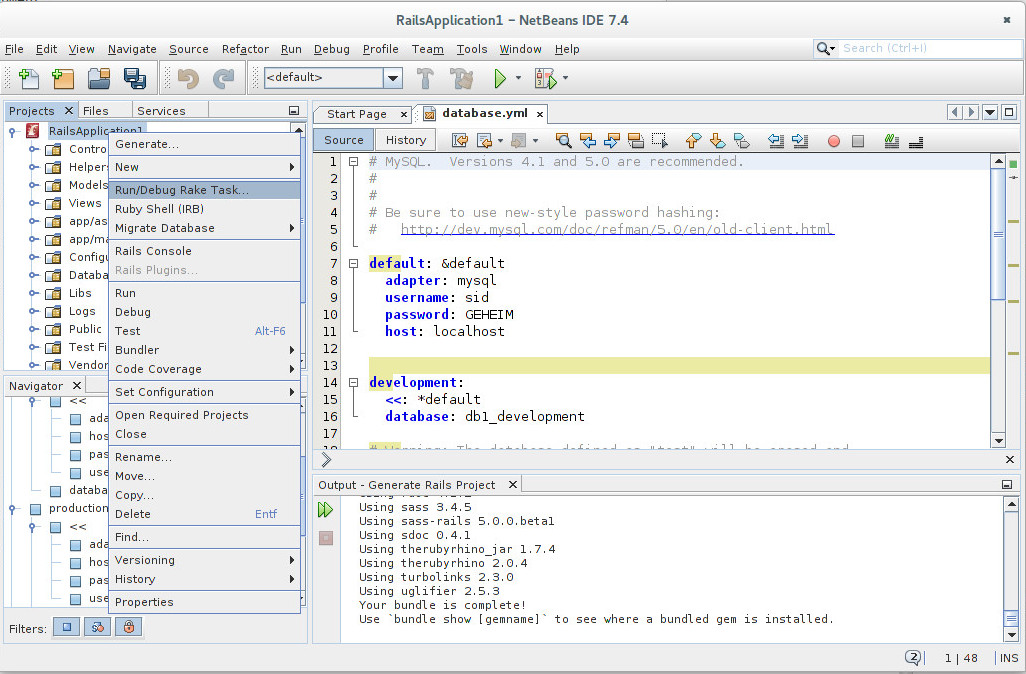 RailsApplication1 – NetBeans IDE 7.4
File Edit View Navigate Source Refactor Run Debug Profile Team Tools Window Help
Search (Ctrl+I)
<default>
Projects Files Services
RailsApplication1
Contro
Helpers
Models
Views
app/as
app/ma
Configu
Databa
Libs
Logs
Public
Test Fi
Vendor
Generate...
New
Run/Debug Rake Task...
Ruby Shell (IRB)
Migrate Database
Rails Console
Rails Plugins...
Run
Debug
Test Alt-F6
Bundler
Code Coverage
Set Configuration
Open Required Projects
Close
Rename...
Move...
Copy...
Delete Entf
Find...
Versioning
History
Properties
Navigator
<<
ada
hos
pas
use
databa
production
<<
ada
hos
pas
use
Filters:
Start Page database.yml
Source History
1 # MySQL.  Versions 4.1 and 5.0 are recommended.
2 #
3 #
4 # Be sure to use new-style password hashing:
5 #   http://dev.mysql.com/doc/refman/5.0/en/old-client.html
6
7 default: &default
8   adapter: mysql
9   username: sid
10   password: GEHEIM
11   host: localhost
12
13
14 development:
15   <<: *default
16   database: db1_development
17
Output - Generate Rails Project
Using sass 3.4.5
Using sass-rails 5.0.0.beta1
Using sdoc 0.4.1
Using therubyrhino_jar 1.7.4
Using therubyrhino 2.0.4
Using turbolinks 2.3.0
Using uglifier 2.5.3
Your bundle is complete!
Use `bundle show [gemname]` to see where a bundled gem is installed.
2 1 | 48 INS